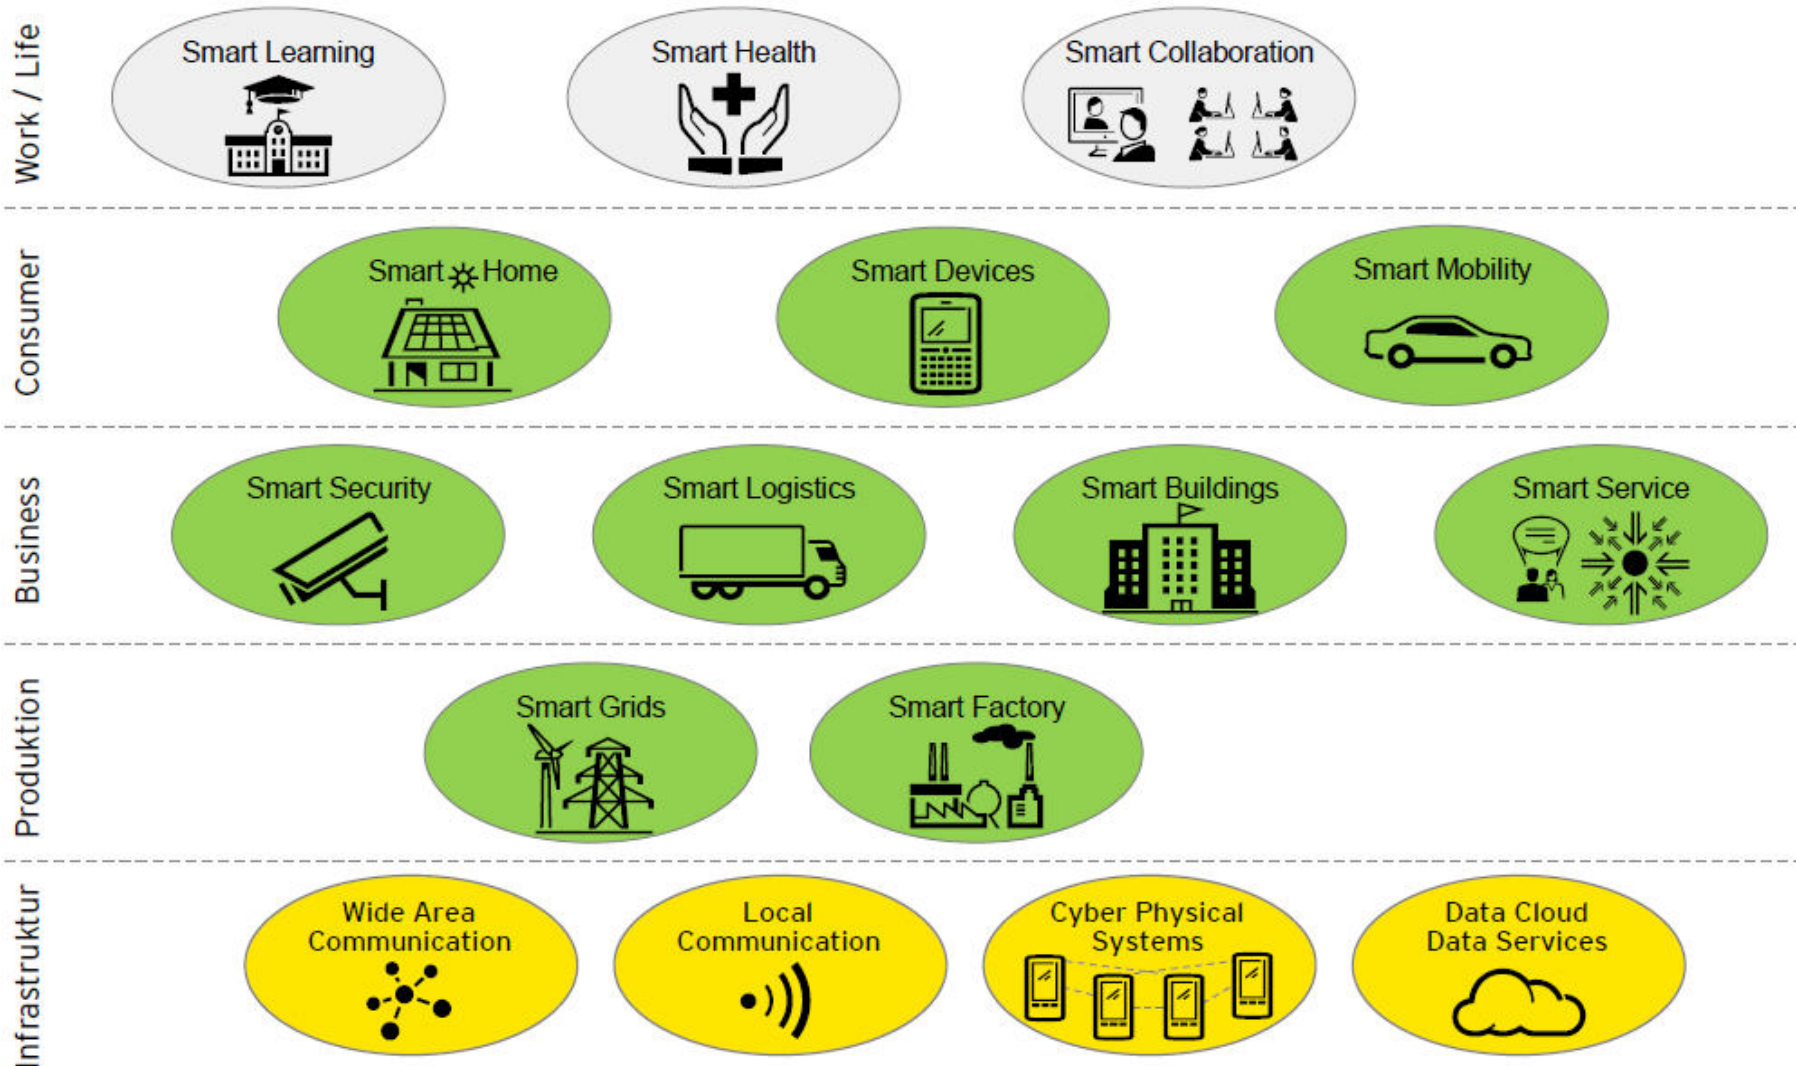 Work / Life
Smart Learning
Smart Health
Smart Collaboration
Consumer
Smart Home
Smart Devices
Smart Mobility
Business
Smart Security
Smart Logistics
Smart Buildings
Smart Service
Produktion
Smart Grids
Smart Factory
Infrastruktur
Wide Area
Communication
Local
Communication
Cyber Physical
Systems
Data Cloud
Data Services